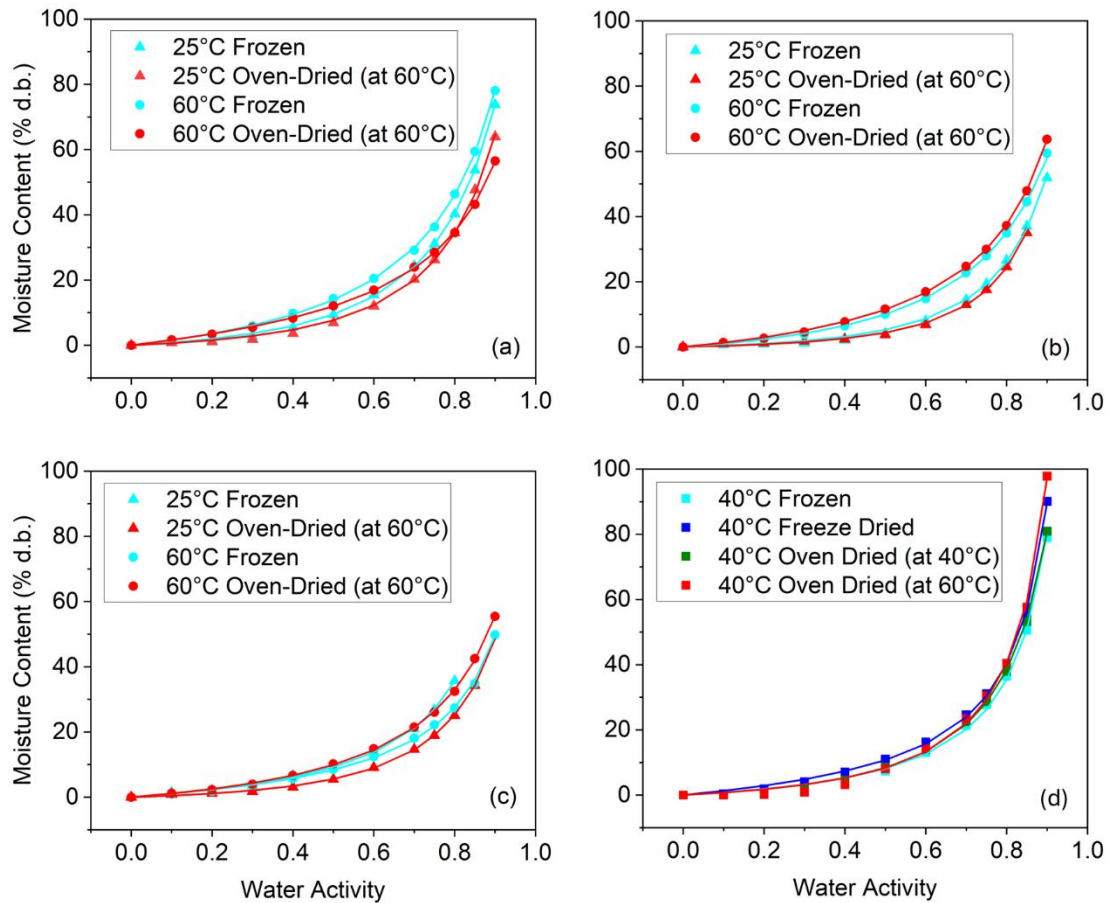 100
80
60
40
20
0
Moisture Content (% d.b.)
25°C Frozen
25°C Oven-Dried (at 60°C)
60°C Frozen
60°C Oven-Dried (at 60°C)
(a)
0.0 0.2 0.4 0.6 0.8 1.0
100
80
60
40
20
0
25°C Frozen
25°C Oven-Dried (at 60°C)
60°C Frozen
60°C Oven-Dried (at 60°C)
(b)
0.0 0.2 0.4 0.6 0.8 1.0
100
80
60
40
20
0
Moisture Content (% d.b.)
25°C Frozen
25°C Oven-Dried (at 60°C)
60°C Frozen
60°C Oven-Dried (at 60°C)
(c)
0.0 0.2 0.4 0.6 0.8 1.0
Water Activity
100
80
60
40
20
0
40°C Frozen
40°C Freeze Dried
40°C Oven Dried (at 40°C)
40°C Oven Dried (at 60°C)
(d)
0.0 0.2 0.4 0.6 0.8 1.0
Water Activity